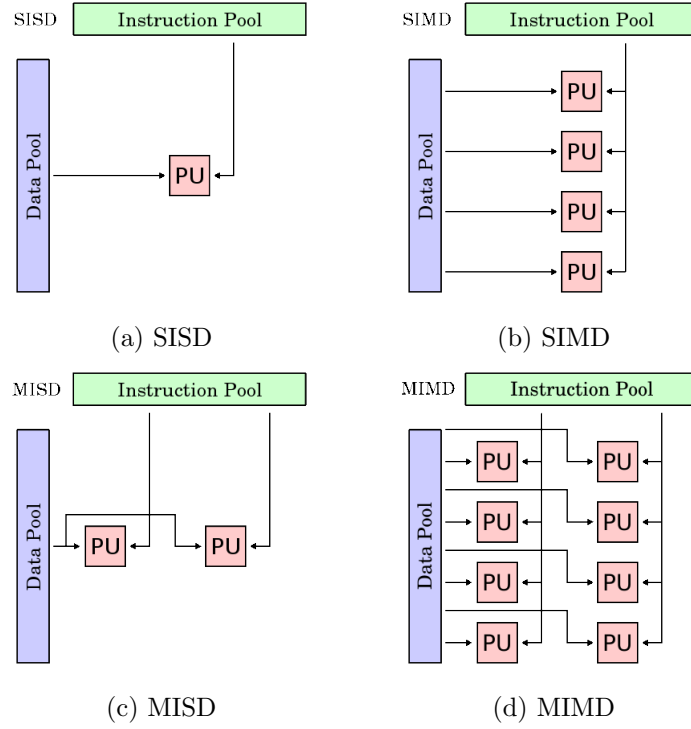 SISD Instruction Pool
Data Pool
PU
(a) SISD
SIMD Instruction Pool
Data Pool
PU
PU
PU
PU
(b) SIMD
MISD Instruction Pool
Data Pool
PU PU
(c) MISD
MIMD Instruction Pool
Data Pool
PU PU
PU PU
PU PU
PU PU
(d) MIMD